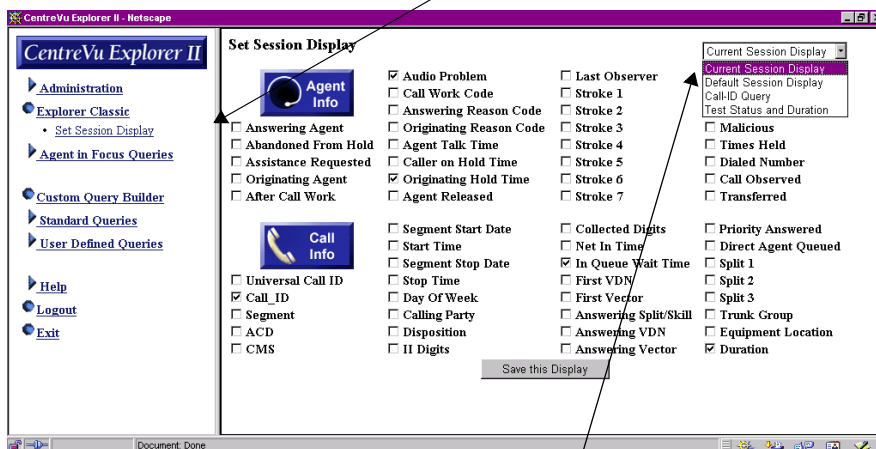 CentreVu Explorer II - Netscape
CentreVu Explorer II
Administration
Explorer Classic
• Set Session Display
Agent in Focus Queries
Custom Query Builder
Standard Queries
User Defined Queries
Help
Logout
Exit
Set Session Display
Current Session Display
Current Session Display
Default Session Display
Call-ID Query
Test Status and Duration
Agent
Info
Answering Agent
Abandoned From Hold
Assistance Requested
Originating Agent
After Call Work
Audio Problem
Call Work Code
Answering Reason Code
Originating Reason Code
Agent Talk Time
Caller on Hold Time
Originating Hold Time
Agent Released
Last Observer
Stroke 1
Stroke 2
Stroke 3
Stroke 4
Stroke 5
Stroke 6
Stroke 7
Malicious
Times Held
Dialed Number
Call Observed
Transferred
Call
Info
Universal Call ID
Call_ID
Segment
ACD
CMS
Segment Start Date
Start Time
Segment Stop Date
Stop Time
Day Of Week
Calling Party
Disposition
II Digits
Collected Digits
Net In Time
In Queue Wait Time
First VDN
First Vector
Answering Split/Skill
Answering VDN
Answering Vector
Priority Answered
Direct Agent Queued
Split 1
Split 2
Split 3
Trunk Group
Equipment Location
Duration
Save this Display
Document: Done